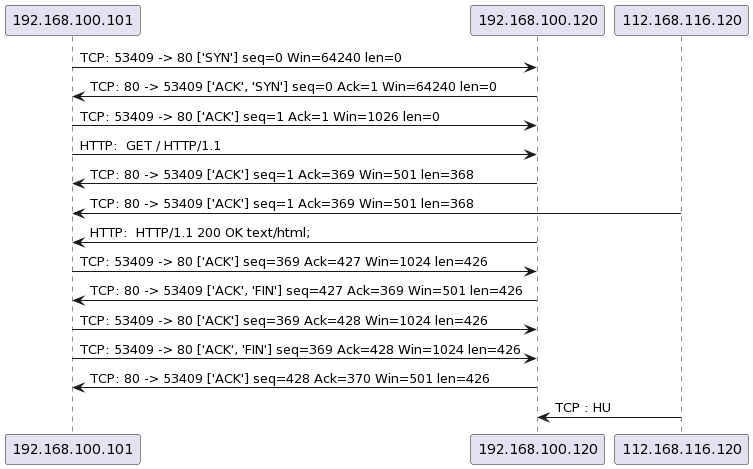 192.168.100.101 192.168.100.120 112.168.116.120
TCP: 53409 -> 80 ['SYN'] seq=0 Win=64240 len=0
TCP: 80 -> 53409 ['ACK', 'SYN'] seq=0 Ack=1 Win=64240 len=0
TCP: 53409 -> 80 ['ACK'] seq=1 Ack=1 Win=1026 len=0
HTTP:  GET / HTTP/1.1
TCP: 80 -> 53409 ['ACK'] seq=1 Ack=369 Win=501 len=368
TCP: 80 -> 53409 ['ACK'] seq=1 Ack=369 Win=501 len=368
HTTP:  HTTP/1.1 200 OK text/html;
TCP: 53409 -> 80 ['ACK'] seq=369 Ack=427 Win=1024 len=426
TCP: 80 -> 53409 ['ACK', 'FIN'] seq=427 Ack=369 Win=501 len=426
TCP: 53409 -> 80 ['ACK'] seq=369 Ack=428 Win=1024 len=426
TCP: 53409 -> 80 ['ACK', 'FIN'] seq=369 Ack=428 Win=1024 len=426
TCP: 80 -> 53409 ['ACK'] seq=428 Ack=370 Win=501 len=426
TCP : HU
192.168.100.101 192.168.100.120 112.168.116.120